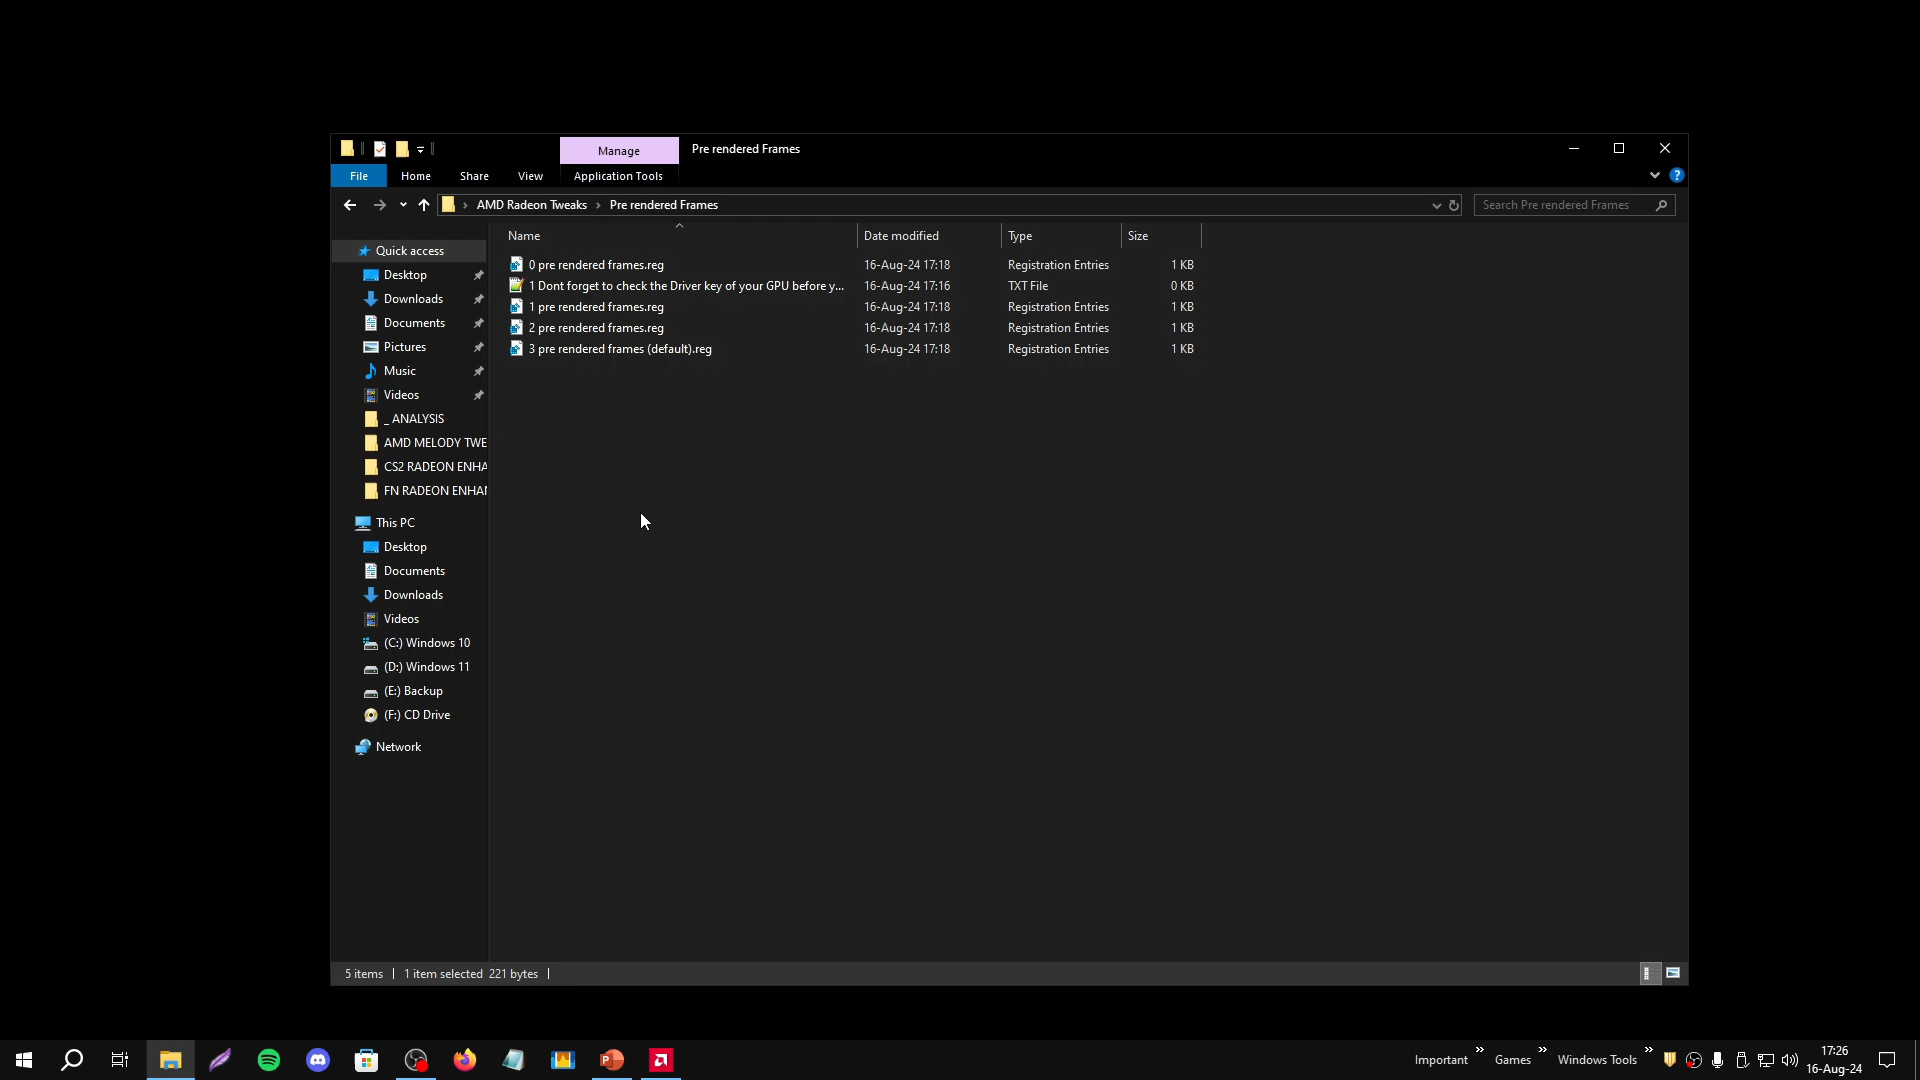 Manage
Pre rendered Frames
File
Home
Share
View
Application Tools
AMD Radeon Tweaks
Pre rendered Frames
Search Pre rendered Frames
Name
Date modified
Type
Size
0 pre rendered frames.reg 16-Aug-24 17:18 Registration Entries 1 KB
1 Dont forget to check the Driver key of your GPU before y... 16-Aug-24 17:16 TXT File 0 KB
1 pre rendered frames.reg 16-Aug-24 17:18 Registration Entries 1 KB
2 pre rendered frames.reg 16-Aug-24 17:18 Registration Entries 1 KB
3 pre rendered frames (default).reg 16-Aug-24 17:18 Registration Entries 1 KB
Quick access
Desktop
Downloads
Documents
Pictures
Music
Videos
_ ANALYSIS
AMD MELODY TWE
CS2 RADEON ENHA
FN RADEON ENHAN
This PC
Desktop
Documents
Downloads
Videos
(C:) Windows 10
(D:) Windows 11
(E:) Backup
(F:) CD Drive
Network
5 items
1 item selected 221 bytes
Important
Games
Windows Tools
17:26
16-Aug-24